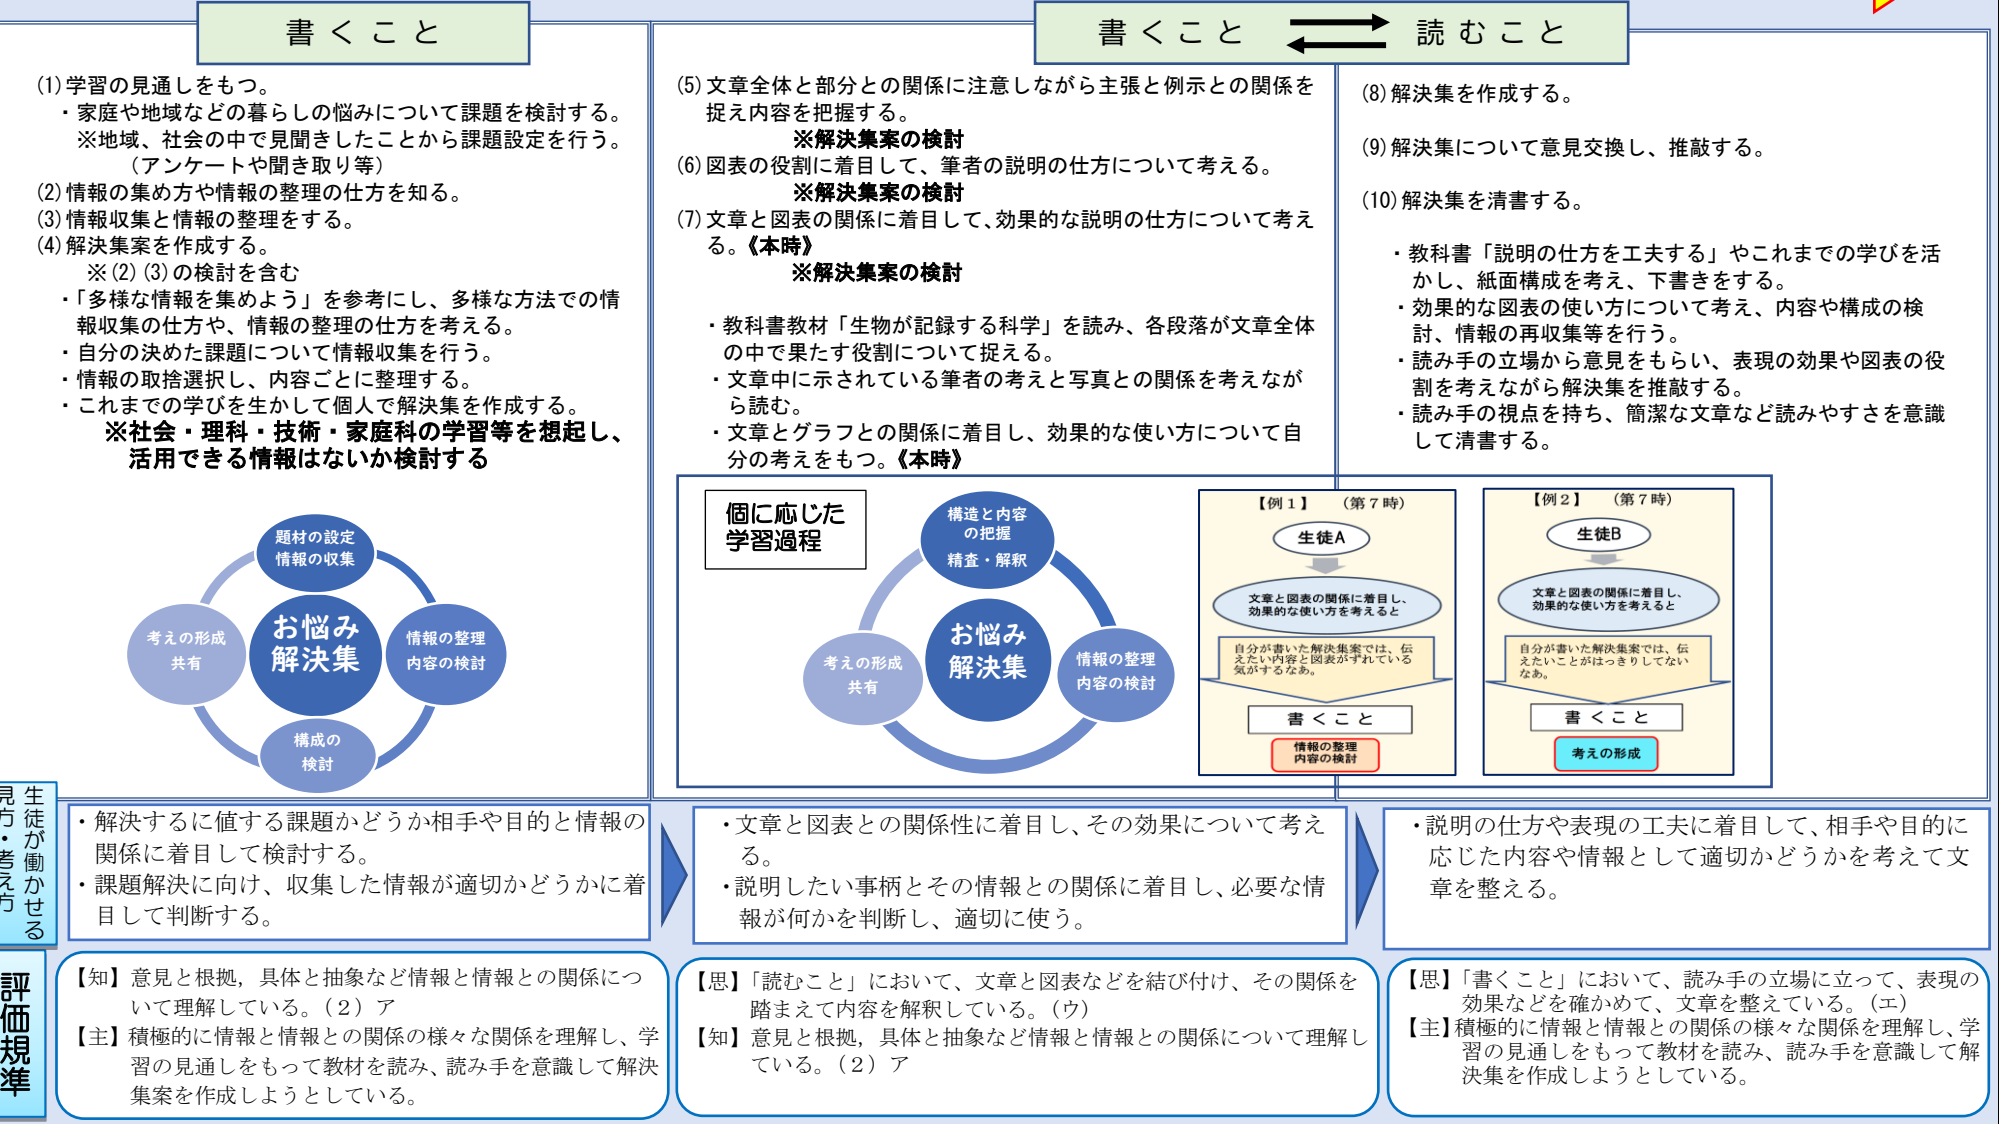 書くこと
(1)学習の見通しをもつ。
・家庭や地域などの暮らしの悩みについて課題を検討する。
※地域、社会の中で見聞きしたことから課題設定を行う。
（アンケートや聞き取り等）
(2)情報の集め方や情報の整理の仕方を知る。
(3)情報収集と情報の整理をする。
(4)解決集案を作成する。
※(2)(3)の検討を含む
・「多様な情報を集めよう」を参考にし、多様な方法での情
報収集の仕方や、情報の整理の仕方を考える。
・自分の決めた課題について情報収集を行う。
・情報の取捨選択し、内容ごとに整理する。
・これまでの学びを生かして個人で解決集を作成する。
※社会・理科・技術・家庭科の学習等を想起し、
活用できる情報はないか検討する
題材の設定
情報の収集
考えの形成
共有
お悩み
解決集
情報の整理
内容の検討
構成の
検討
書くこと 読むこと
(5)文章全体と部分との関係に注意しながら主張と例示との関係を
捉え内容を把握する。
※解決集案の検討
(6)図表の役割に着目して、筆者の説明の仕方について考える。
※解決集案の検討
(7)文章と図表の関係に着目して、効果的な説明の仕方について考え
る。《本時》
※解決集案の検討
・教科書教材「生物が記録する科学」を読み、各段落が文章全体
の中で果たす役割について捉える。
・文章中に示されている筆者の考えと写真との関係を考えなが
ら読む。
・文章とグラフとの関係に着目し、効果的な使い方について自
分の考えをもつ。《本時》
(8)解決集を作成する。
(9)解決集について意見交換し、推敲する。
(10)解決集を清書する。
・教科書「説明の仕方を工夫する」やこれまでの学びを活
かし、紙面構成を考え、下書きをする。
・効果的な図表の使い方について考え、内容や構成の検
討、情報の再収集等を行う。
・読み手の立場から意見をもらい、表現の効果や図表の役
割を考えながら解決集を推敲する。
・読み手の視点を持ち、簡潔な文章など読みやすさを意識
して清書する。
個に応じた
学習過程
構造と内容
の把握
精査・解釈
考えの形成
共有
お悩み
解決集
情報の整理
内容の検討
【例１】 （第７時）
生徒A
文章と図表の関係に着目し、
効果的な使い方を考えると
自分が書いた解決集案では、伝
えたい内容と図表がずれている
気がするなあ。
書くこと
情報の整理
内容の検討
【例２】 （第７時）
生徒B
文章と図表の関係に着目し、
効果的な使い方を考えると
自分が書いた解決集案では、伝
えたいことがはっきりしてない
なあ。
書くこと
考えの形成
生徒が働かせる
見方・考え方
・解決するに値する課題かどうか相手や目的と情報の
関係に着目して検討する。
・課題解決に向け、収集した情報が適切かどうかに着
目して判断する。
・文章と図表との関係性に着目し、その効果について考え
る。
・説明したい事柄とその情報との関係に着目し、必要な情
報が何かを判断し、適切に使う。
・説明の仕方や表現の工夫に着目して、相手や目的に
応じた内容や情報として適切かどうかを考えて文
章を整える。
評価規準
【知】意見と根拠，具体と抽象など情報と情報との関係につ
いて理解している。（２）ア
【主】積極的に情報と情報との関係の様々な関係を理解し、学
習の見通しをもって教材を読み、読み手を意識して解決
集案を作成しようとしている。
【思】「読むこと」において、文章と図表などを結び付け、その関係を
踏まえて内容を解釈している。（ウ）
【知】意見と根拠，具体と抽象など情報と情報との関係について理解し
ている。（２）ア
【思】「書くこと」において、読み手の立場に立って、表現の
効果などを確かめて、文章を整えている。（エ）
【主】積極的に情報と情報との関係の様々な関係を理解し、学
習の見通しをもって教材を読み、読み手を意識して解
決集を作成しようとしている。